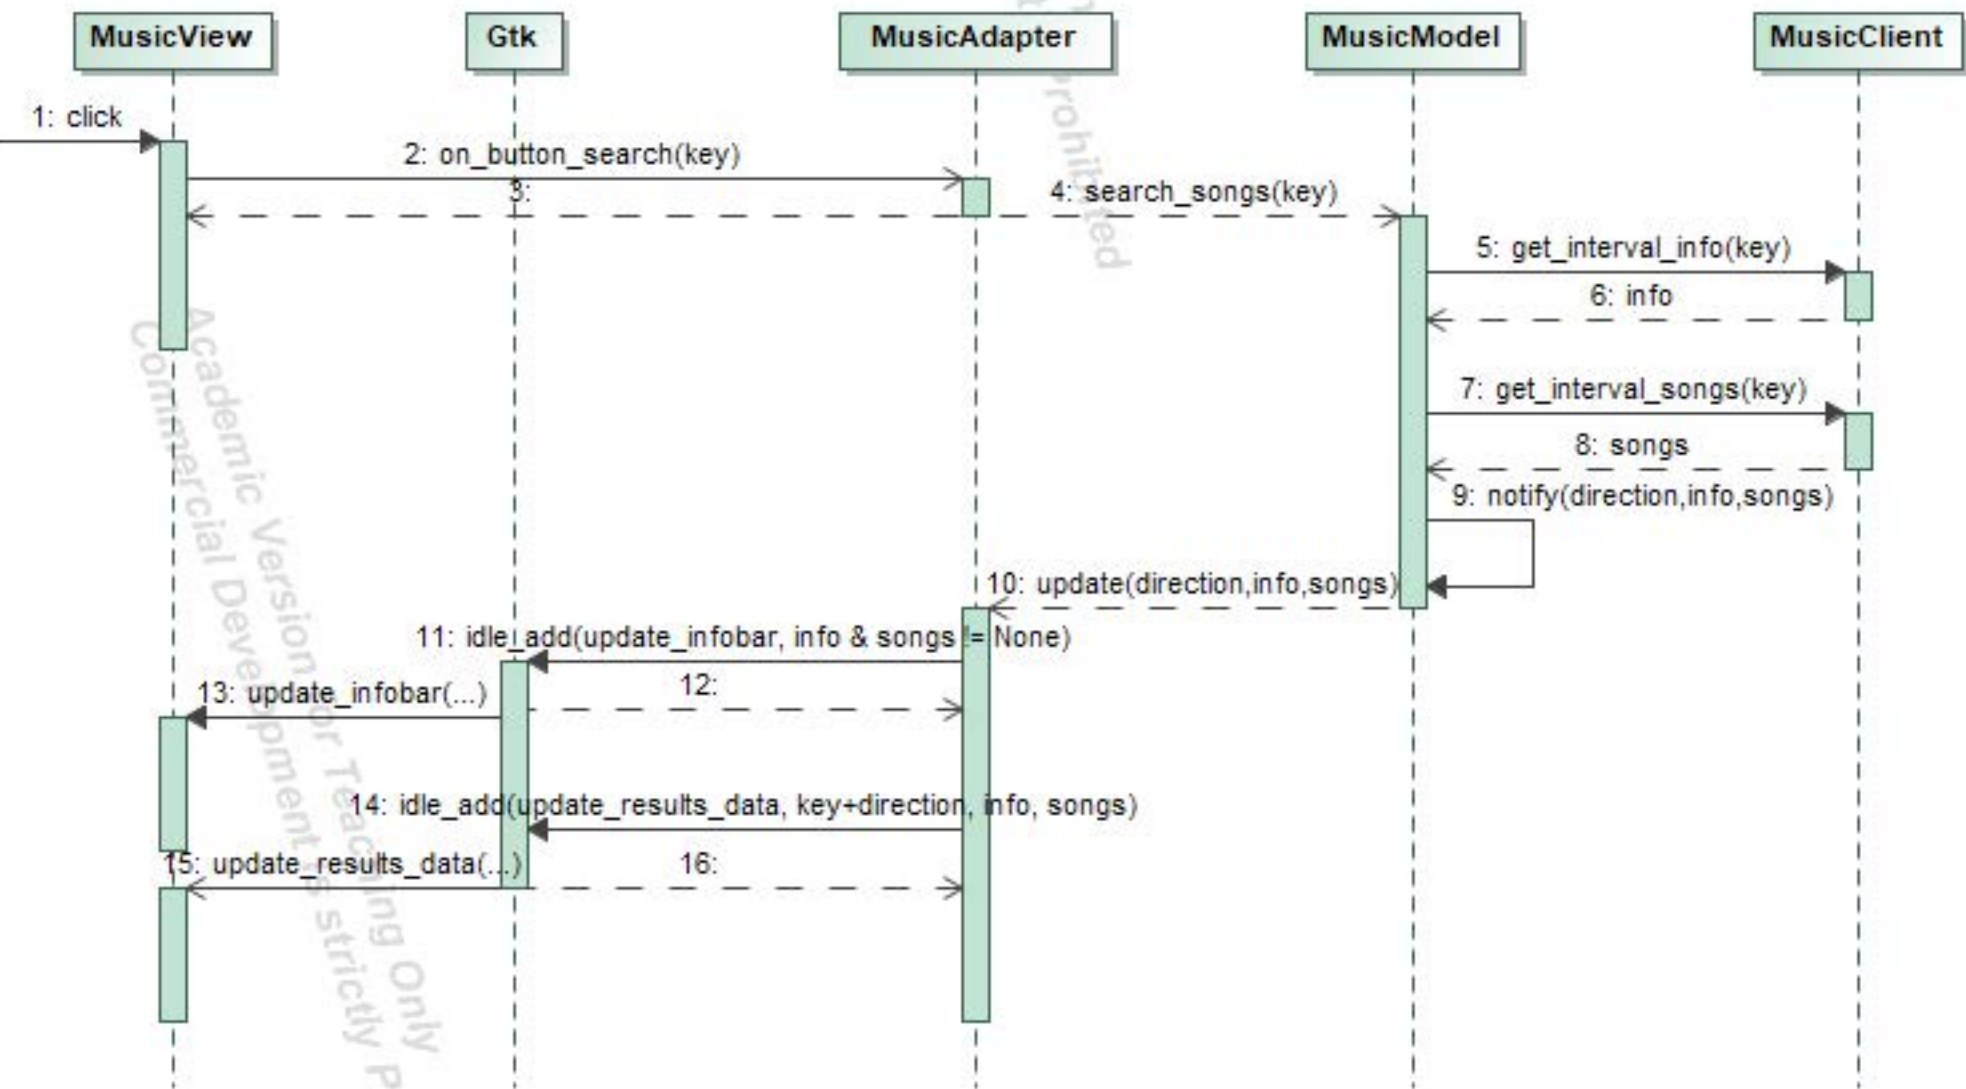 MusicView
Gtk
MusicAdapter
MusicModel
MusicClient
1: click
2: on_button_search(key)
3:
4: search_songs(key)
5: get_interval_info(key)
6: info
7: get_interval_songs(key)
8: songs
9: notify(direction,info,songs)
10: update(direction,info,songs)
11: idle_add(update_infobar, info & songs != None)
12:
13: update_infobar(...)
14: idle_add(update_results_data, key+direction, info, songs)
15: update_results_data(...)
16:
Academic Version for Teaching Only
Commercial Development is strictly P
rohibited